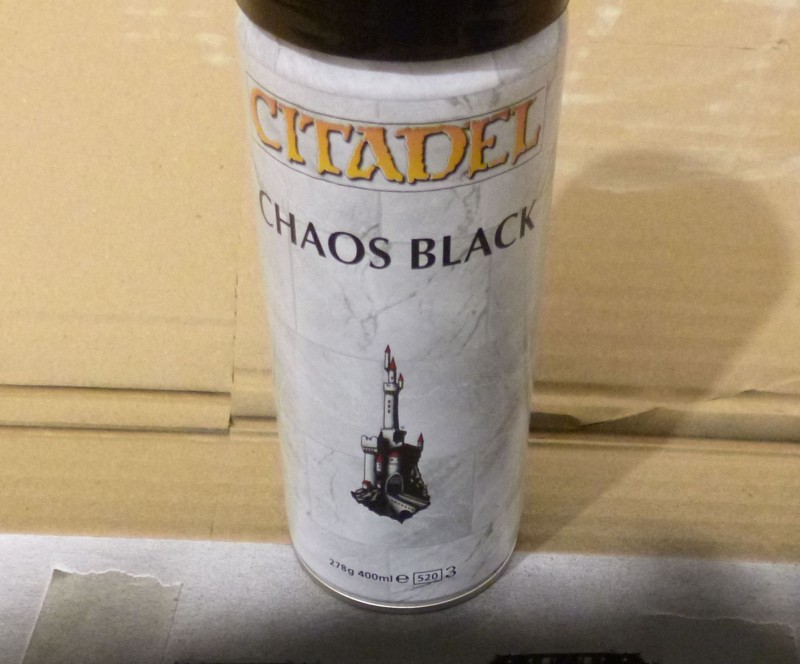 CITADEL
CHAOS BLACK
278g 400ml ℮ 520 3